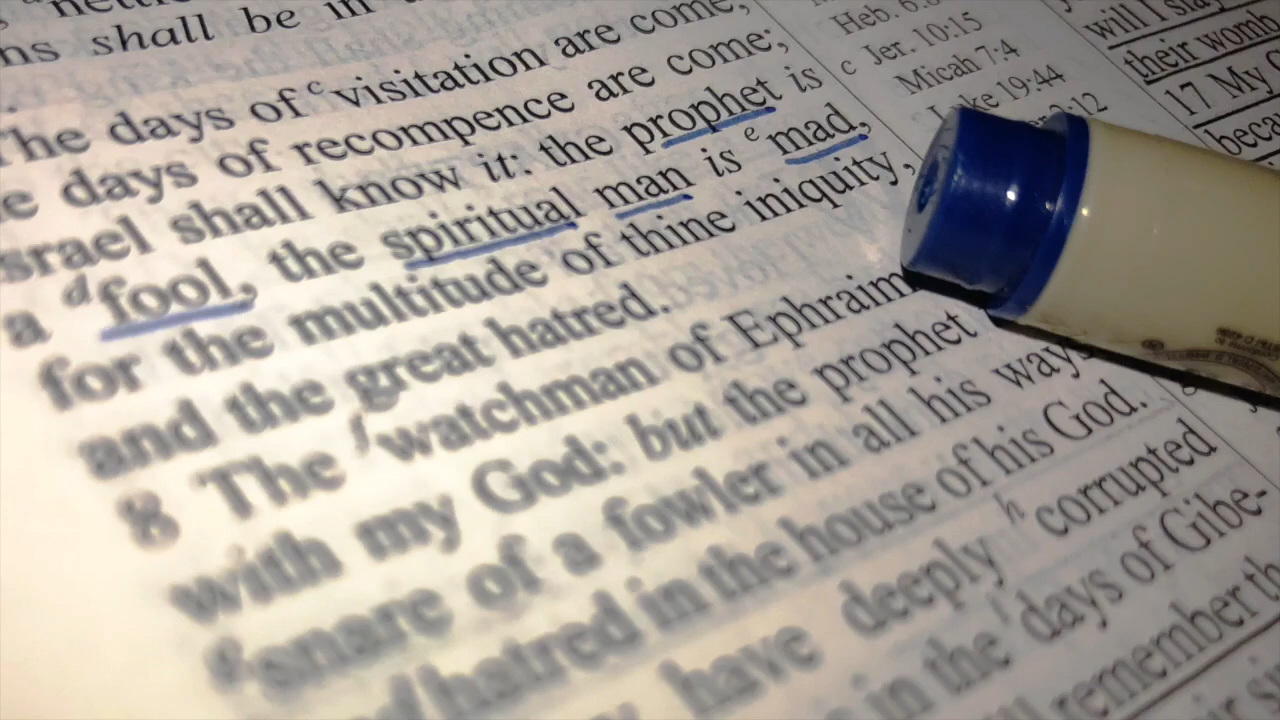 ns shall be in
The days of c visitation are come,
days of recompence are come;
srael shall know it: the prophet is
a d fool, the spiritual man is e mad,
for the multitude of thine iniquity,
and the great hatred.
8 The f watchman of Ephraim
with my God: but the prophet
snare of a fowler in all his ways
hatred in the house of his God.
have deeply h corrupted
in the i days of Gibe-
remember
Heb.
c Jer. 10:15
Micah 7:4
19:44
2:12
will I slay
their womb
17 My
beca